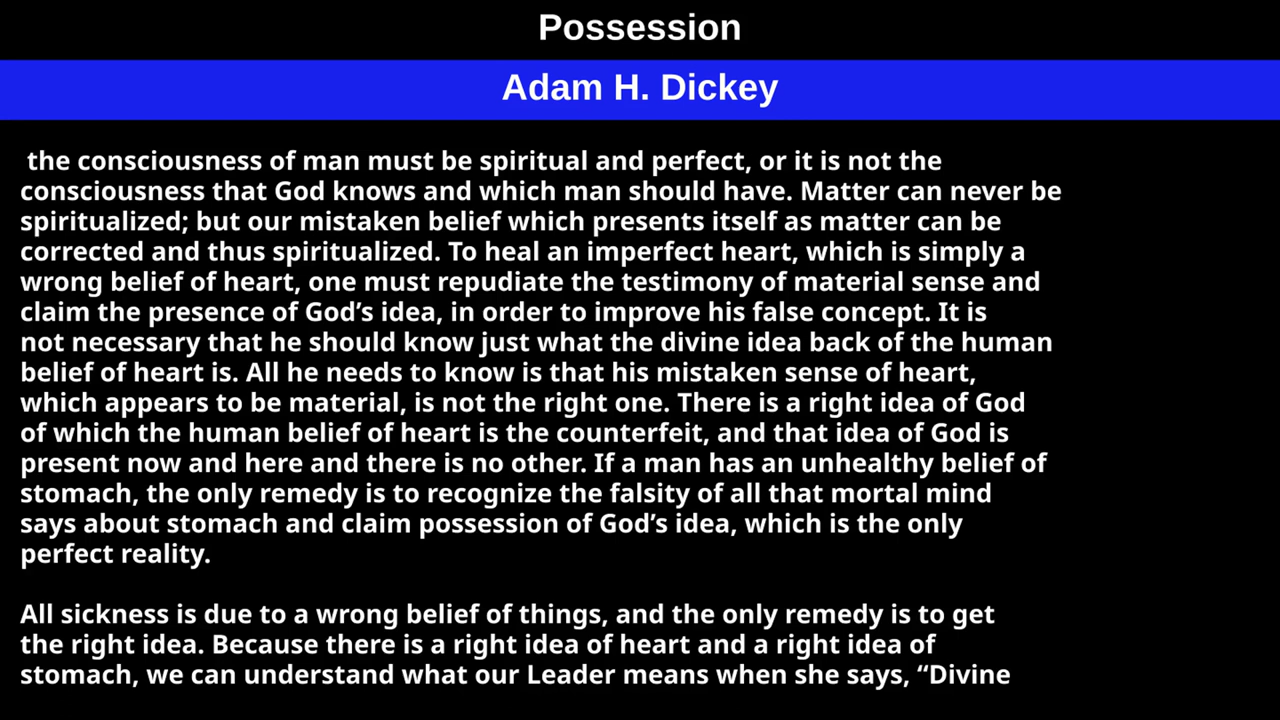 Possession
Adam H. Dickey
the consciousness of man must be spiritual and perfect, or it is not the
consciousness that God knows and which man should have. Matter can never be
spiritualized; but our mistaken belief which presents itself as matter can be
corrected and thus spiritualized. To heal an imperfect heart, which is simply a
wrong belief of heart, one must repudiate the testimony of material sense and
claim the presence of God’s idea, in order to improve his false concept. It is
not necessary that he should know just what the divine idea back of the human
belief of heart is. All he needs to know is that his mistaken sense of heart,
which appears to be material, is not the right one. There is a right idea of God
of which the human belief of heart is the counterfeit, and that idea of God is
present now and here and there is no other. If a man has an unhealthy belief of
stomach, the only remedy is to recognize the falsity of all that mortal mind
says about stomach and claim possession of God’s idea, which is the only
perfect reality.
All sickness is due to a wrong belief of things, and the only remedy is to get
the right idea. Because there is a right idea of heart and a right idea of
stomach, we can understand what our Leader means when she says, “Divine